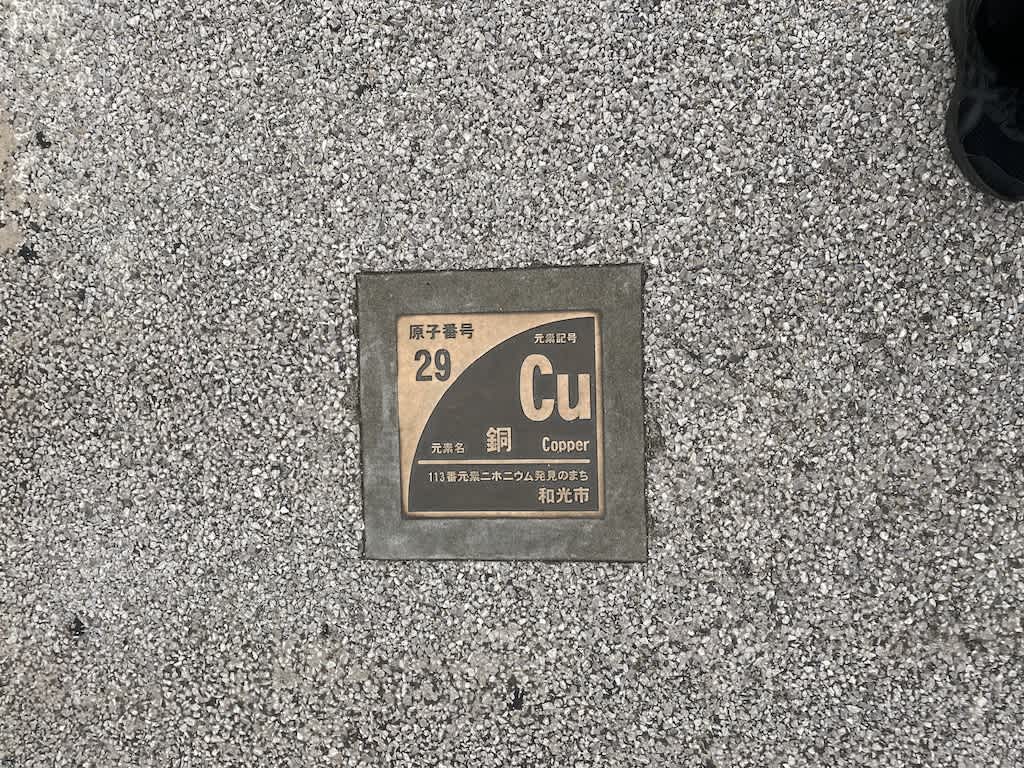 原子番号
29
元素記号
Cu
元素名 銅 Copper
113番元素ニホニウム発見のまち
和光市